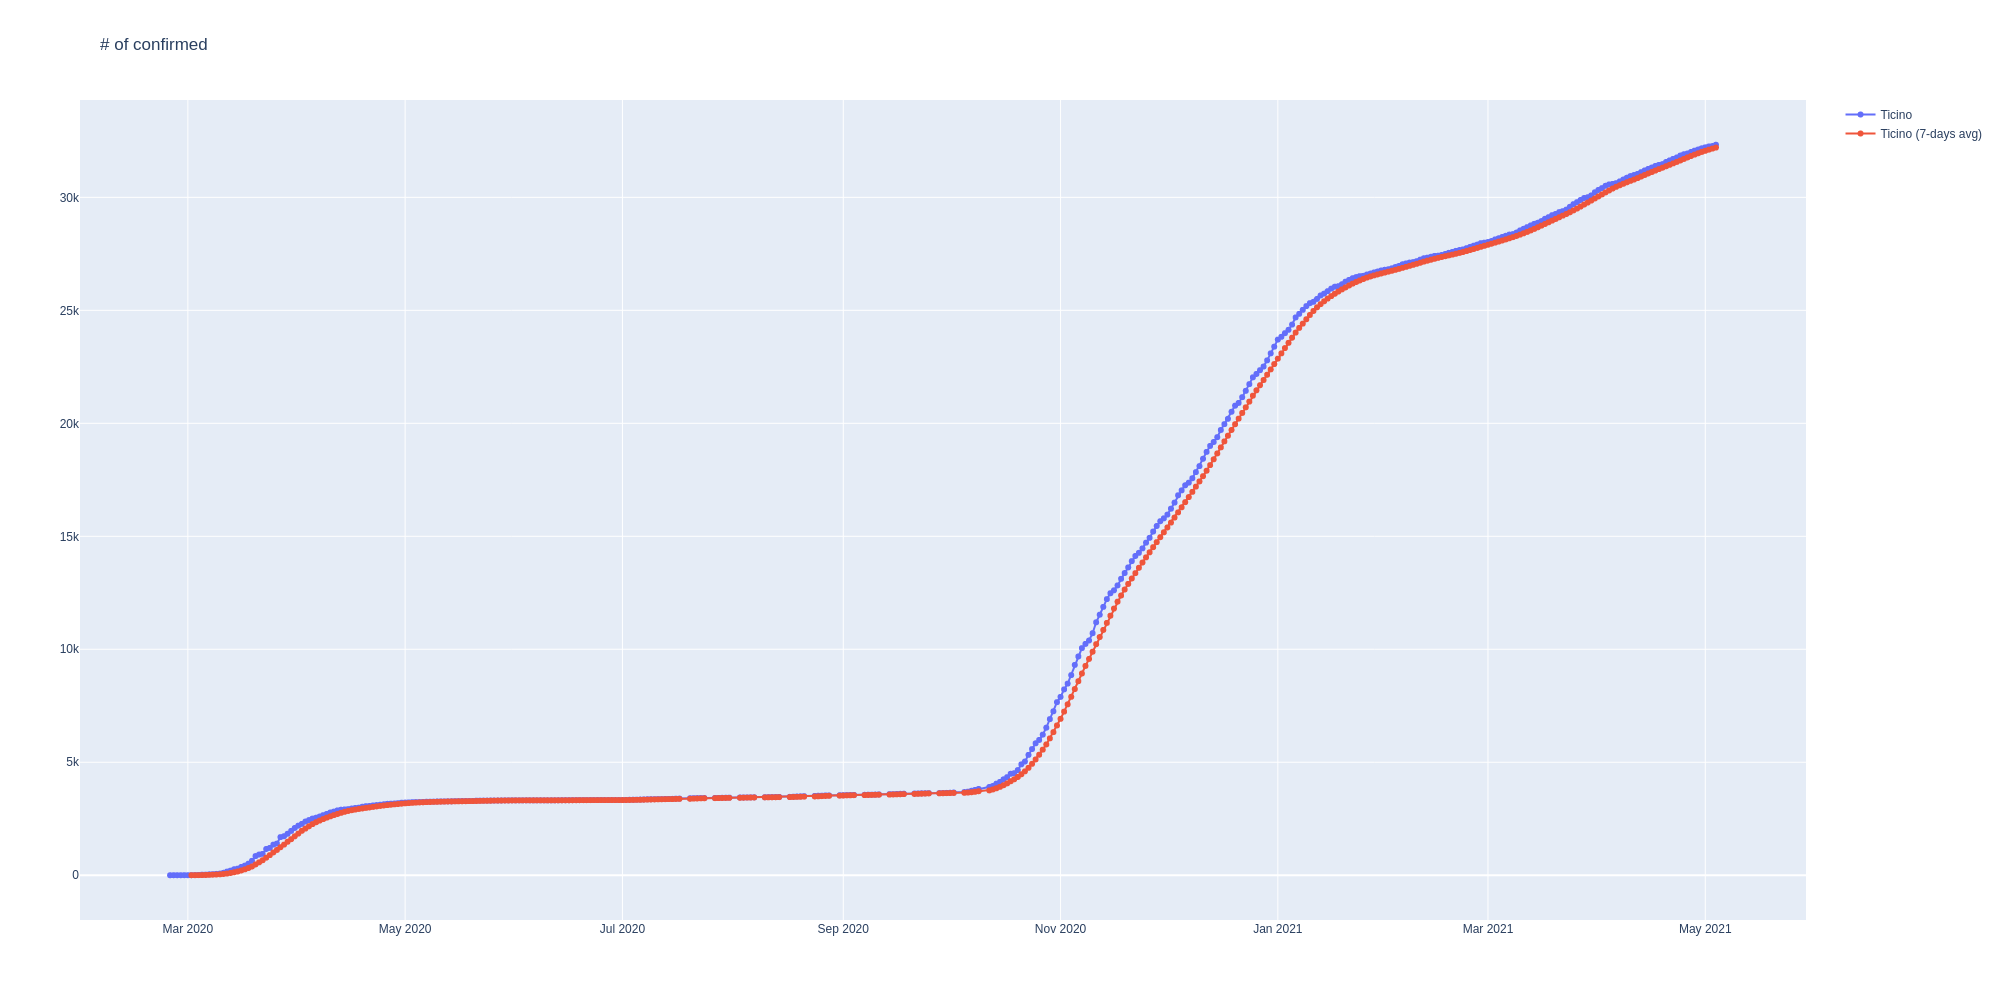 # of confirmed
Ticino
Ticino (7-days avg)
30k
25k
20k
15k
10k
5k
0
Mar 2020
May 2020
Jul 2020
Sep 2020
Nov 2020
Jan 2021
Mar 2021
May 2021